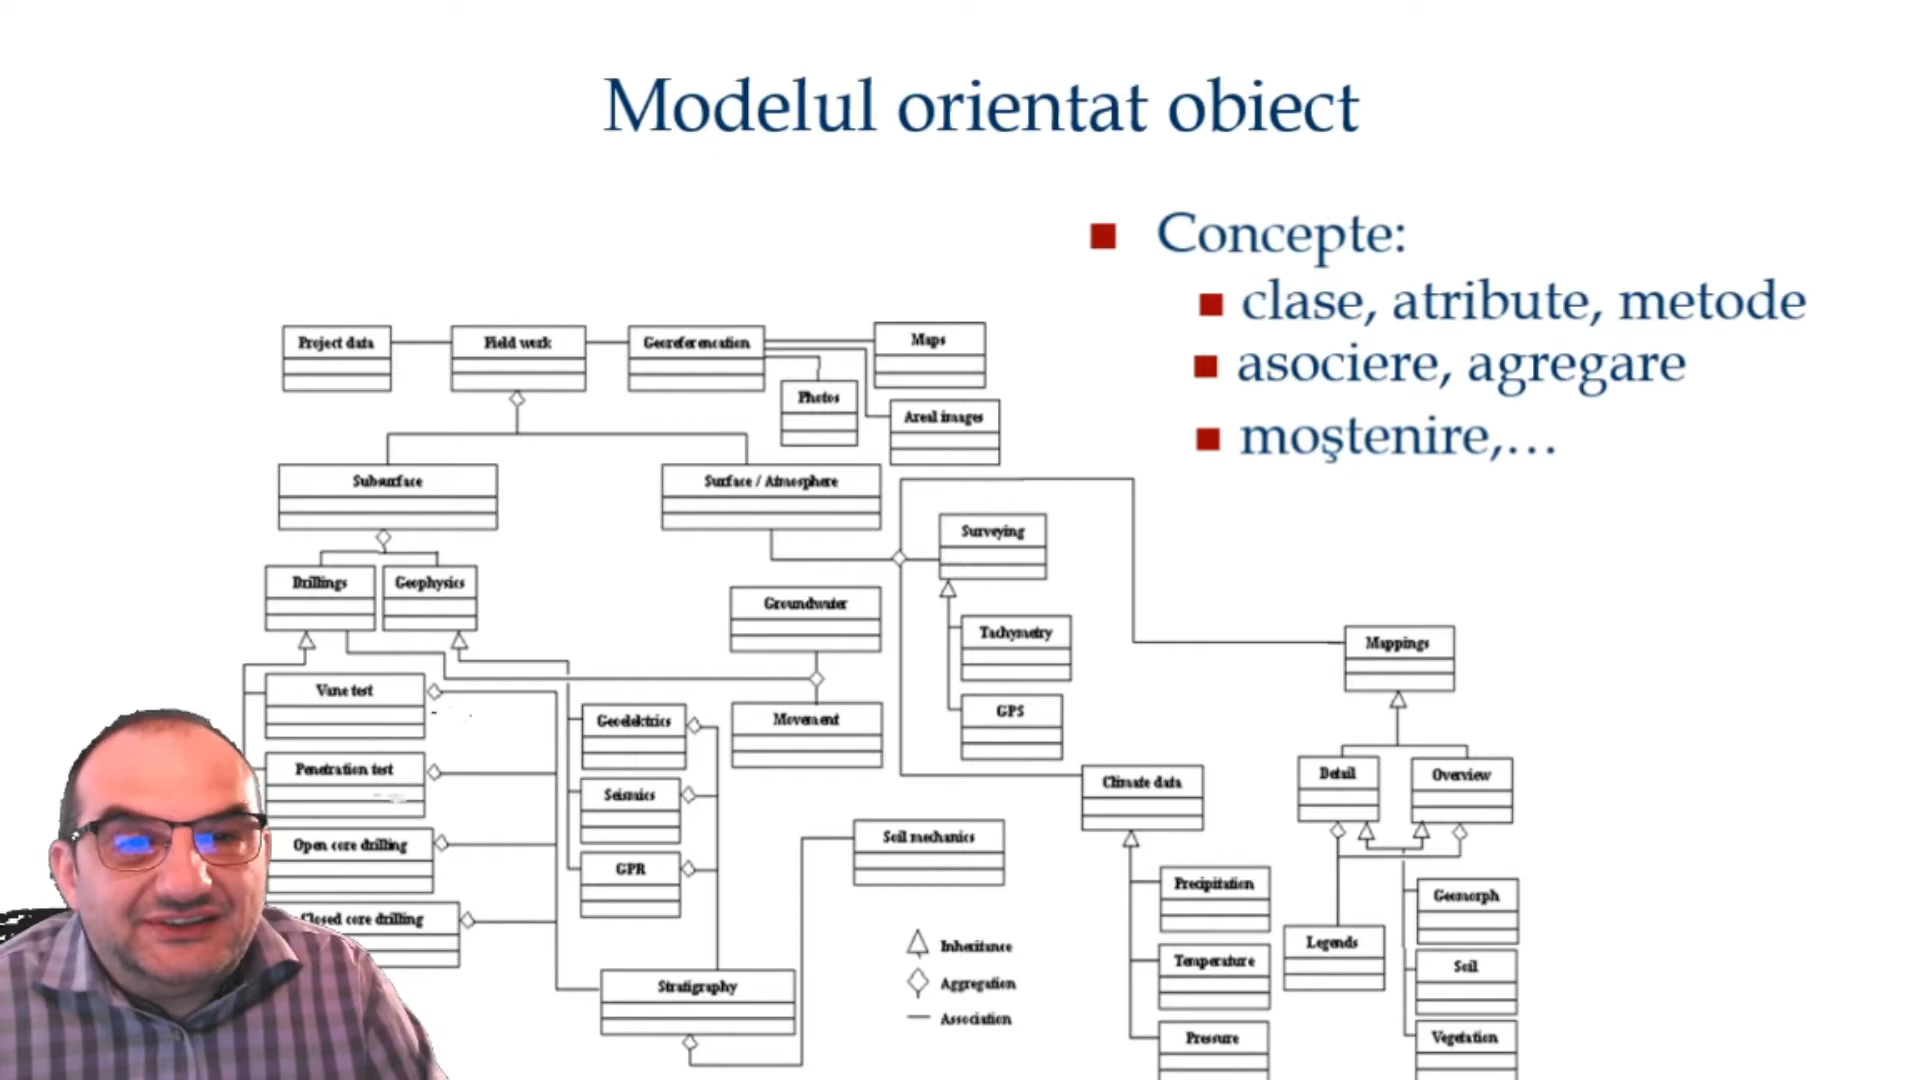 Modelul orientat obiect
Concepte:
clase, atribute, metode
asociere, agregare
moştenire,…
Project data
Field work
Georeferencation
Maps
Photos
Areal images
Subsurface
Surface / Atmosphere
Surveying
Drillings
Geophysics
Groundwater
Tachymetry
Mappings
Vane test
Geoelektrics
Movement
GPS
Penetration test
Seismics
Climate data
Detail
Overview
Open core drilling
GPR
Soil mechanics
Precipitation
Geomorph
Closed core drilling
Legends
Inheritance
Temperature
Soil
Stratigraphy
Aggregation
Association
Pressure
Vegetation